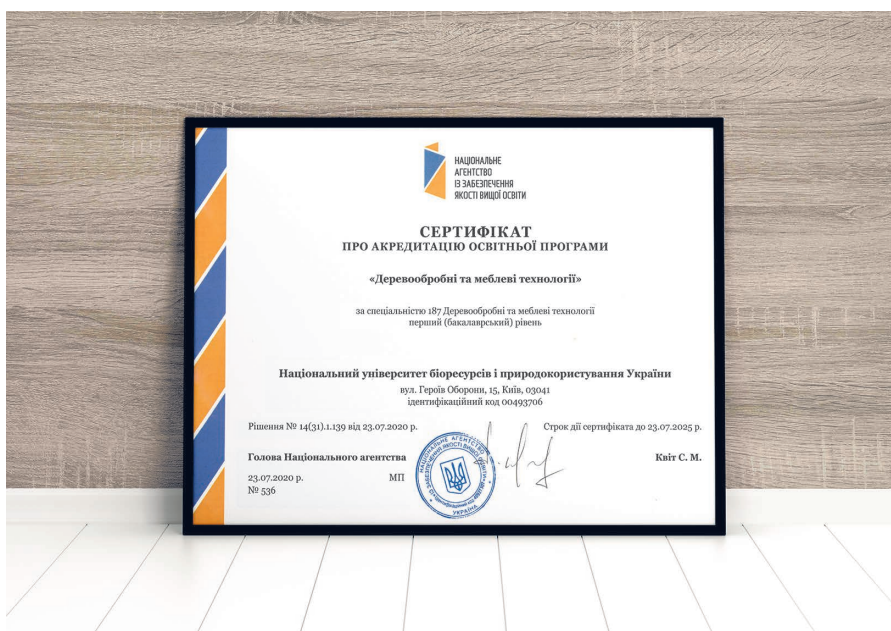 НАЦІОНАЛЬНЕ
АГЕНТСТВО
ІЗ ЗАБЕЗПЕЧЕННЯ
ЯКОСТІ ВИЩОЇ ОСВІТИ
СЕРТИФІКАТ
ПРО АКРЕДИТАЦІЮ ОСВІТНЬОЇ ПРОГРАМИ
«Деревообробні та меблеві технології»
за спеціальністю 187 Деревообробні та меблеві технології
перший (бакалаврський) рівень
Національний університет біоресурсів і природокористування України
вул. Героїв Оборони, 15, Київ, 03041
ідентифікаційний код 00493706
Рішення № 14(31).1.139 від 23.07.2020 р.
Строк дії сертифіката до 23.07.2025 р.
Голова Національного агентства
Квіт С. М.
23.07.2020 р.
МП
№ 536
УКРАЇНА